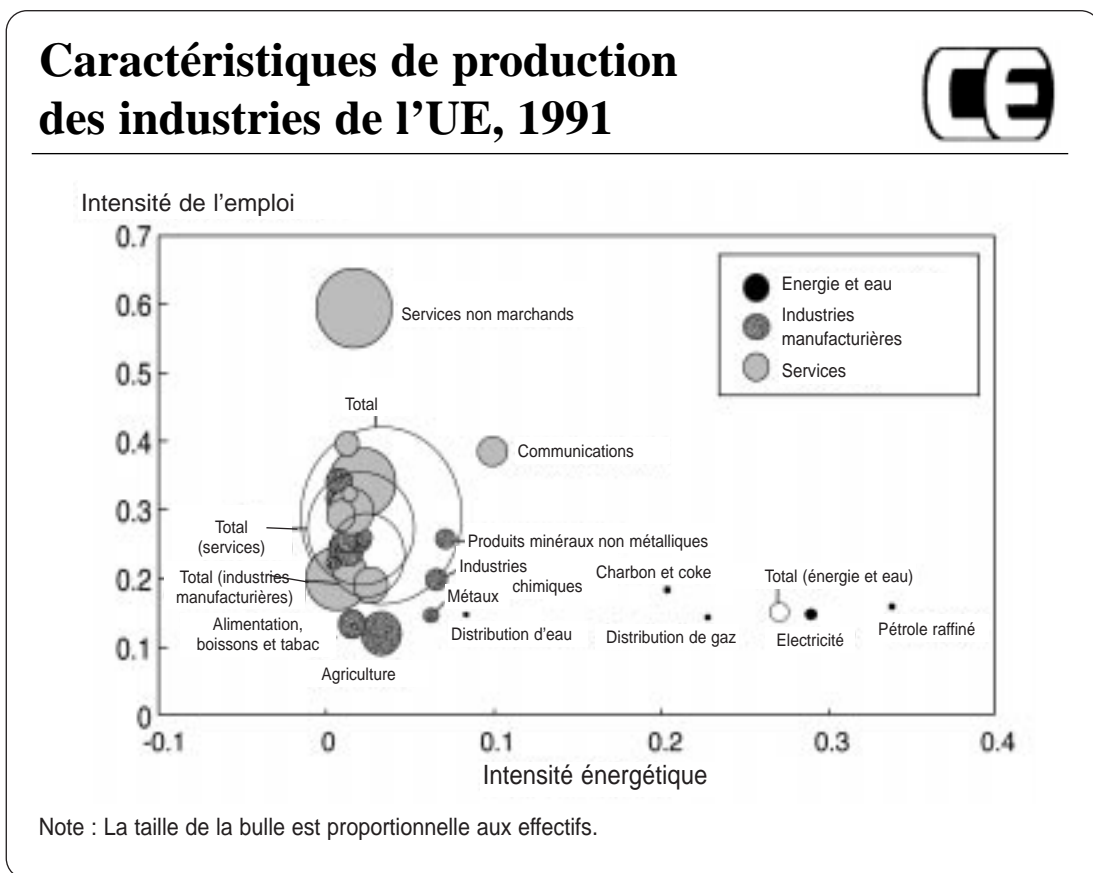 Caractéristiques de production
des industries de l'UE, 1991
CE
Intensité de l'emploi
0.7
0.6
0.5
0.4
0.3
0.2
0.1
0
-0.1
0
0.1
0.2
0.3
0.4
Intensité énergétique
Energie et eau
Industries
manufacturières
Services
Services non marchands
Total
Communications
Total
(services)
Produits minéraux non métalliques
Industries
chimiques
Total (industries
manufacturières)
Métaux
Charbon et coke
Total (énergie et eau)
Alimentation,
boissons et tabac
Distribution d'eau
Distribution de gaz
Electricité
Pétrole raffiné
Agriculture
Note : La taille de la bulle est proportionnelle aux effectifs.